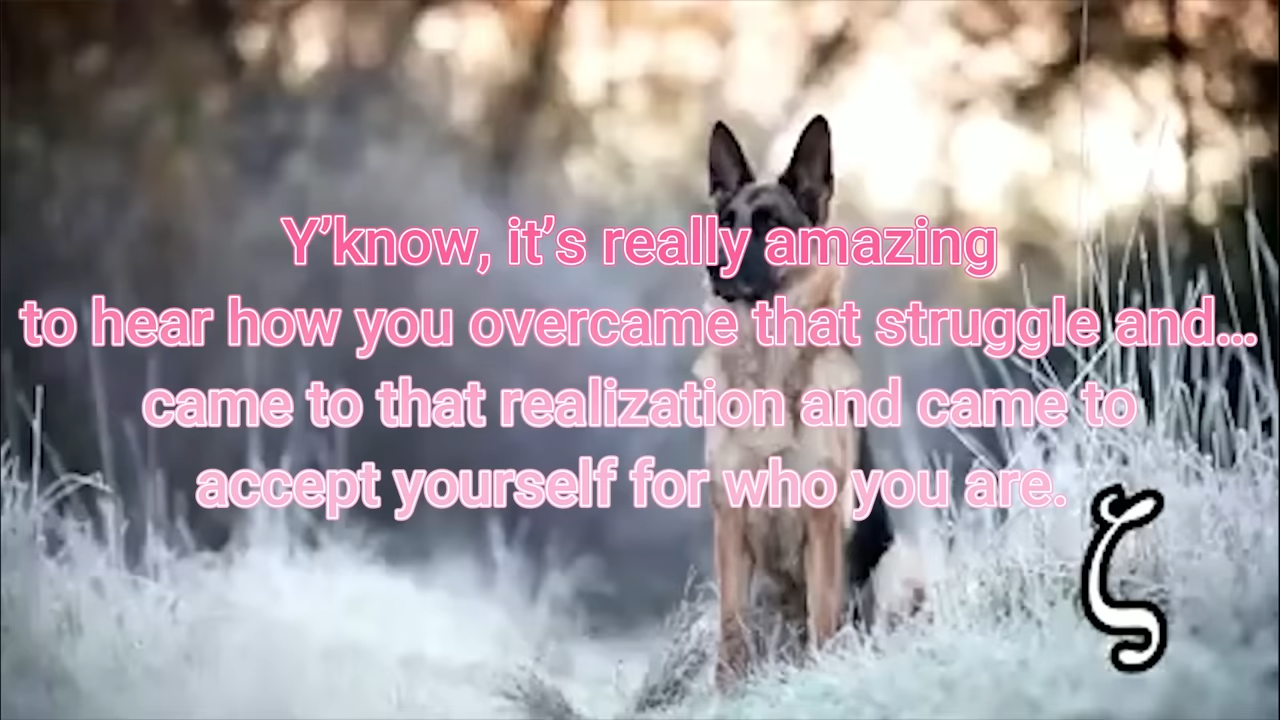 Y’know, it’s really amazing
to hear how you overcame that struggle and...
came to that realization and came to
accept yourself for who you are.
ζ